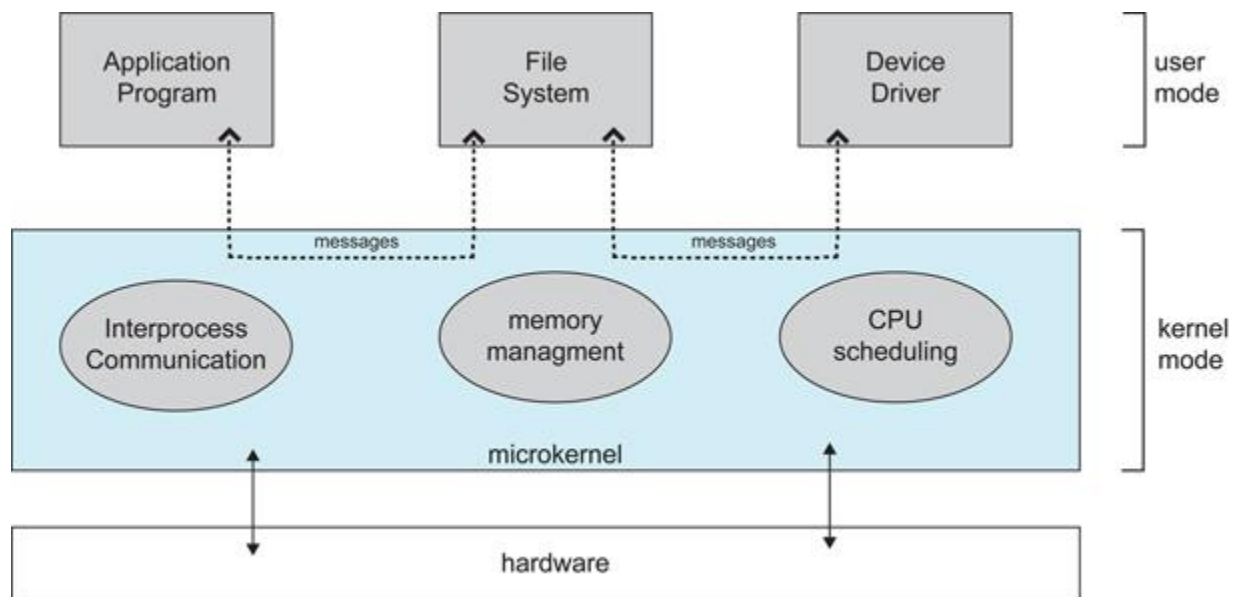 Application
Program
File
System
Device
Driver
user
mode
messages
messages
Interprocess
Communication
memory
managment
CPU
scheduling
kernel
mode
microkernel
hardware